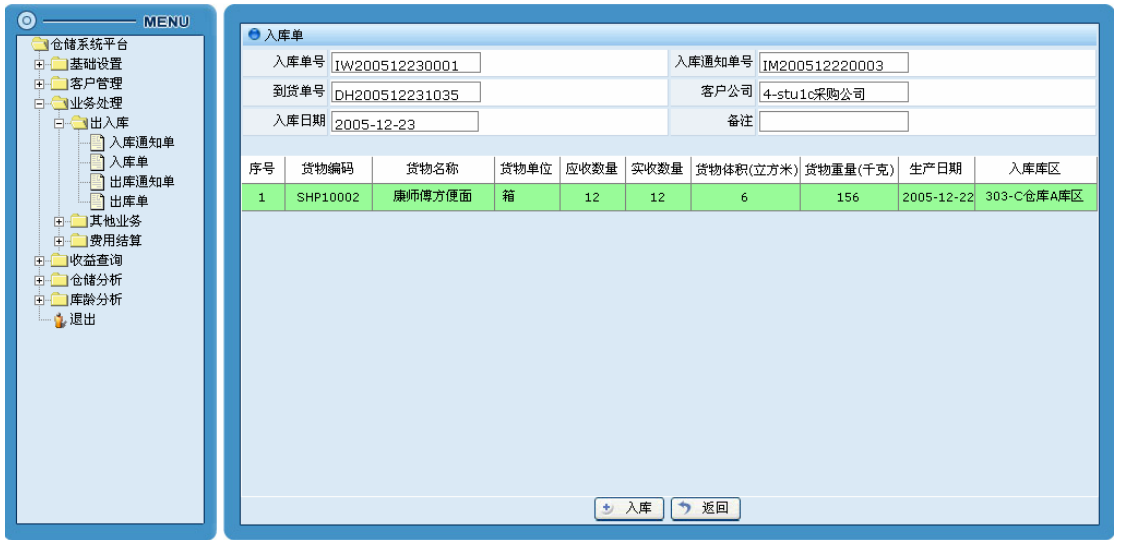 MENU
仓储系统平台
基础设置
客户管理
业务处理
出入库
入库通知单
入库单
出库通知单
出库单
其他业务
费用结算
收益查询
仓储分析
库龄分析
退出
入库单
入库单号 IW200512230001 入库通知单号 IM200512220003
到货单号 DH200512231035 客户公司 4-stu1c采购公司
入库日期 2005-12-23 备注
序号 货物编码 货物名称 货物单位 应收数量 实收数量 货物体积(立方米) 货物重量(千克) 生产日期 入库库区
1 SHP10002 康师傅方便面 箱 12 12 6 156 2005-12-22 303-C仓库A库区
入库 返回